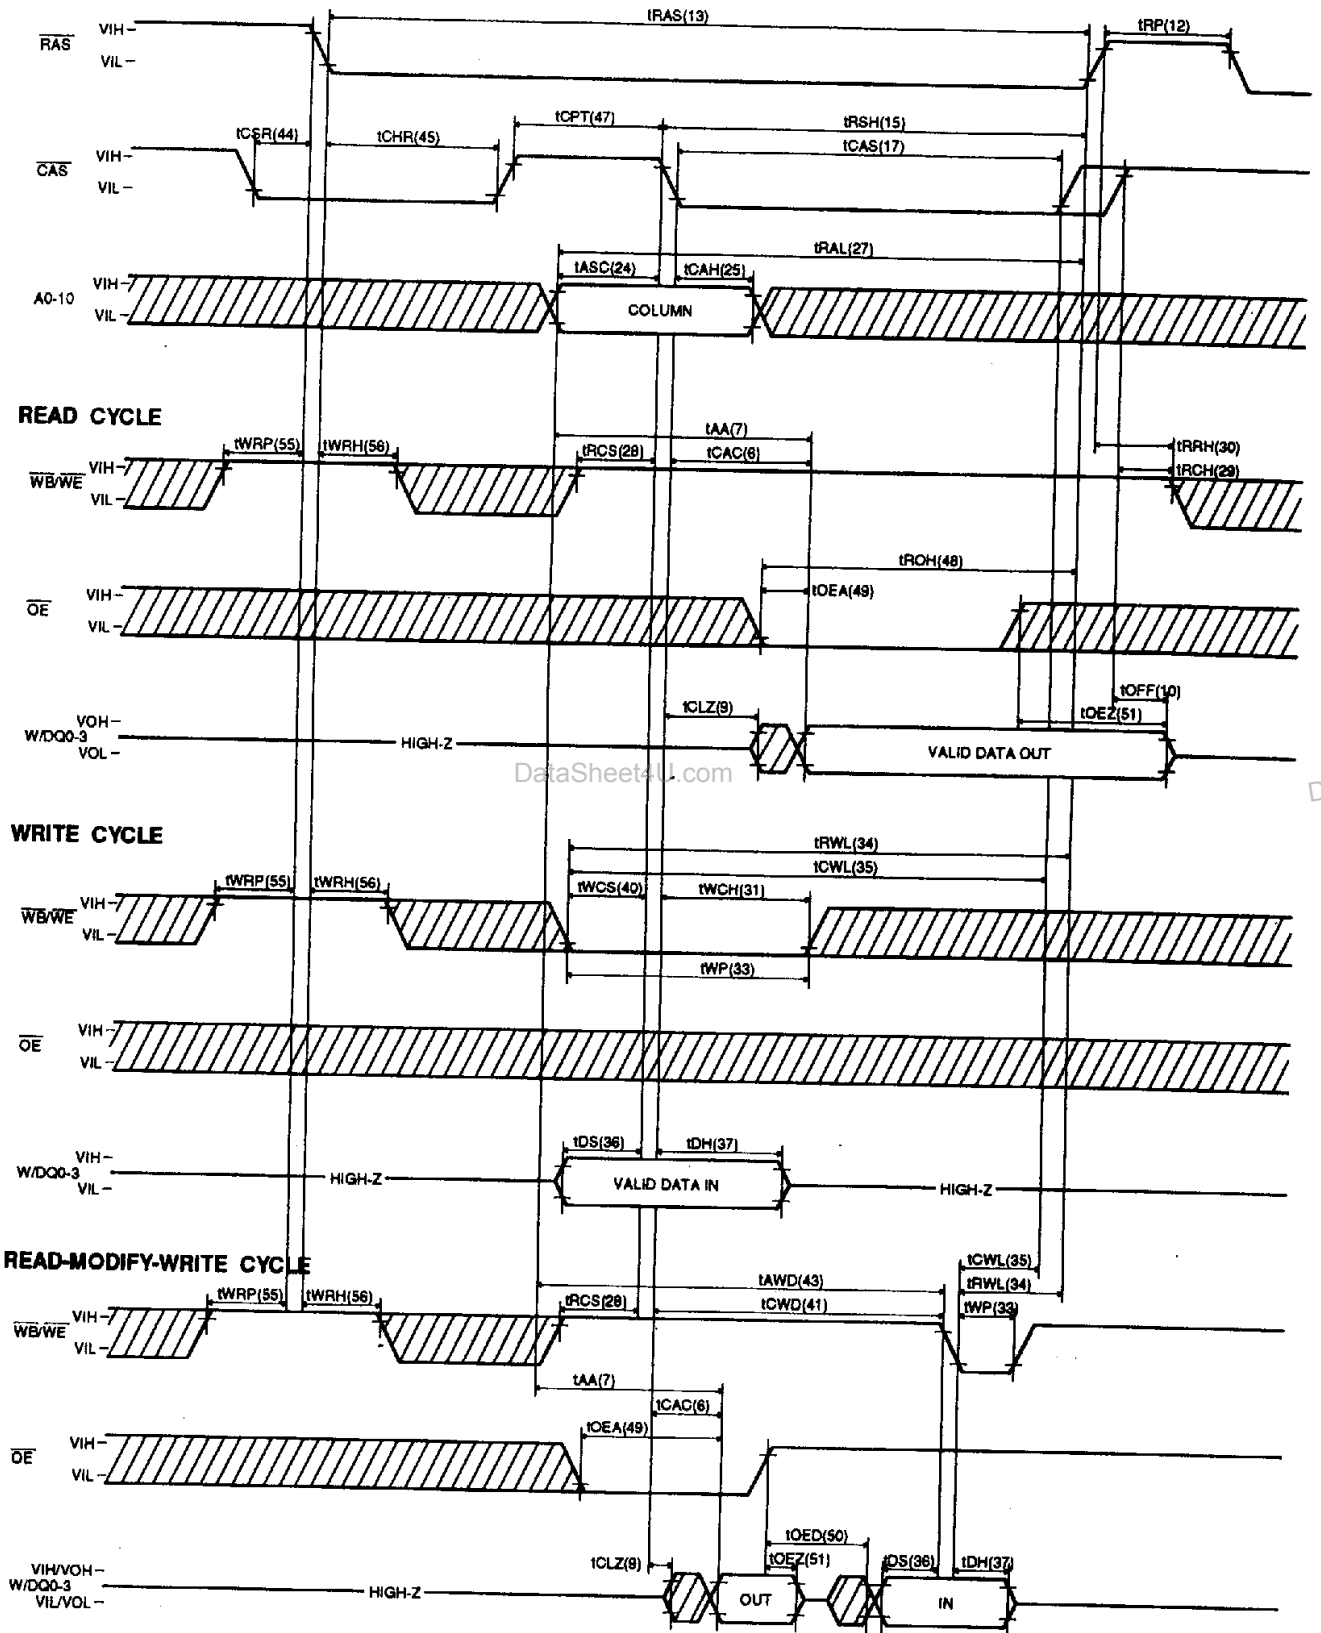 tRAS(13)
tRP(12)
RAS
VIH
VIL
tCSR(44)
tCHR(45)
tCPT(47)
tRSH(15)
tCAS(17)
CAS
VIH
VIL
tRAL(27)
tASC(24)
tCAH(25)
A0-10
VIH
VIL
COLUMN
READ CYCLE
tAA(7)
tWRP(55)
tWRH(56)
tRCS(28)
tCAC(6)
tRRH(30)
tRCH(29)
WB/WE
VIH
VIL
tROH(48)
tOEA(49)
OE
VIH
VIL
tCLZ(9)
tOFF(10)
tOEZ(51)
VOH
W/DQ0-3
VOL
HIGH-Z
VALID DATA OUT
DataSheet4U.com
D
WRITE CYCLE
tRWL(34)
tCWL(35)
tWRP(55)
tWRH(56)
tWCS(40)
tWCH(31)
WB/WE
VIH
VIL
tWP(33)
OE
VIH
VIL
tDS(36)
tDH(37)
VIH
W/DQ0-3
VIL
HIGH-Z
VALID DATA IN
HIGH-Z
READ-MODIFY-WRITE CYCLE
tCWL(35)
tAWD(43)
tRWL(34)
tWRP(55)
tWRH(56)
tRCS(28)
tCWD(41)
tWP(33)
WB/WE
VIH
VIL
tAA(7)
tCAC(6)
tOEA(49)
OE
VIH
VIL
tOED(50)
tCLZ(9)
tOEZ(51)
tDS(36)
tDH(37)
VIH/VOH
W/DQ0-3
VIL/VOL
HIGH-Z
OUT
IN